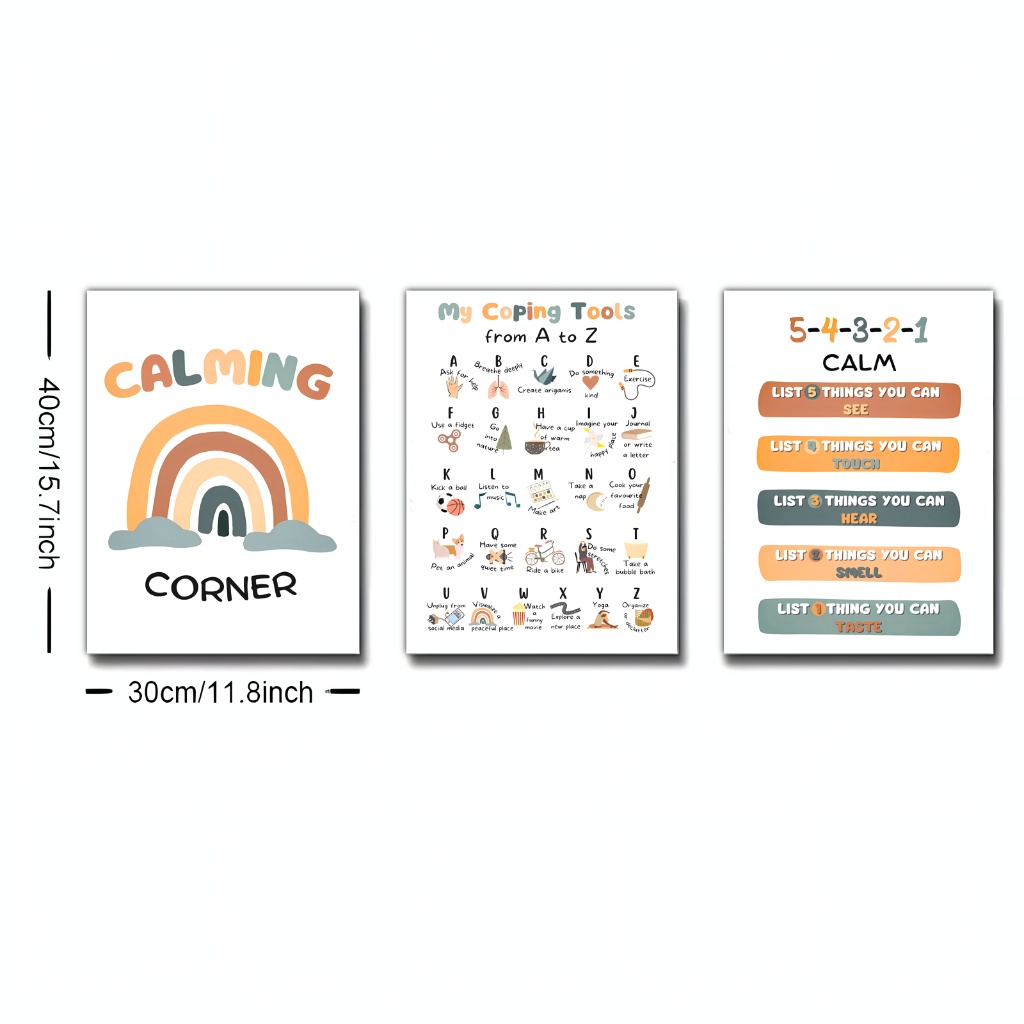 40cm/15.7inch
30cm/11.8inch
CALMING
CORNER
My Coping Tools
from A to Z
A B C D E
Ask for help
Breathe deeply
Create origamis
Do something
kind
Exercise
F G H I J
Use a fidget
Go
into
nature
Have a cup
of warm
tea
Imagine your
happy place
Journal
or write
a letter
K L M N O
Kick a ball
Listen to
music
Make art
Take a
nap
Cook your
favourite
food
P Q R S T
Pet an animal
Have some
quiet time
Ride a bike
Do some
stretches
Take a
bubble bath
U V W X Y Z
Unplug from
social media
Visualize a
peaceful place
Watch
a
funny
movie
Explore a
new place
Yoga
Organize
a
5-4-3-2-1
CALM
LIST 5 THINGS YOU CAN
SEE
LIST 4 THINGS YOU CAN
TOUCH
LIST 3 THINGS YOU CAN
HEAR
LIST 2 THINGS YOU CAN
SMELL
LIST 1 THING YOU CAN
TASTE